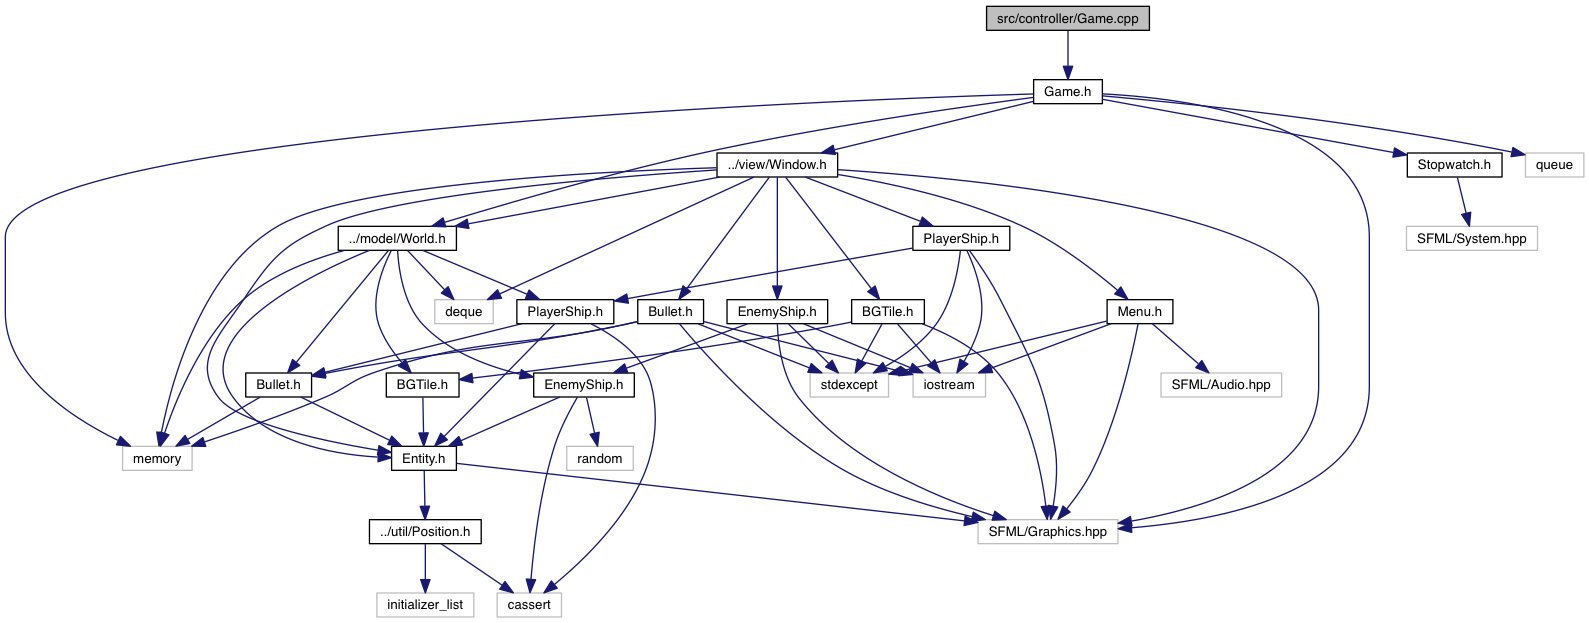 src/controller/Game.cpp
Game.h
../view/Window.h
Stopwatch.h
queue
../model/World.h
PlayerShip.h
SFML/System.hpp
deque
PlayerShip.h
Bullet.h
EnemyShip.h
BGTile.h
Menu.h
Bullet.h
BGTile.h
EnemyShip.h
stdexcept
iostream
SFML/Audio.hpp
memory
Entity.h
random
../util/Position.h
SFML/Graphics.hpp
initializer_list
cassert